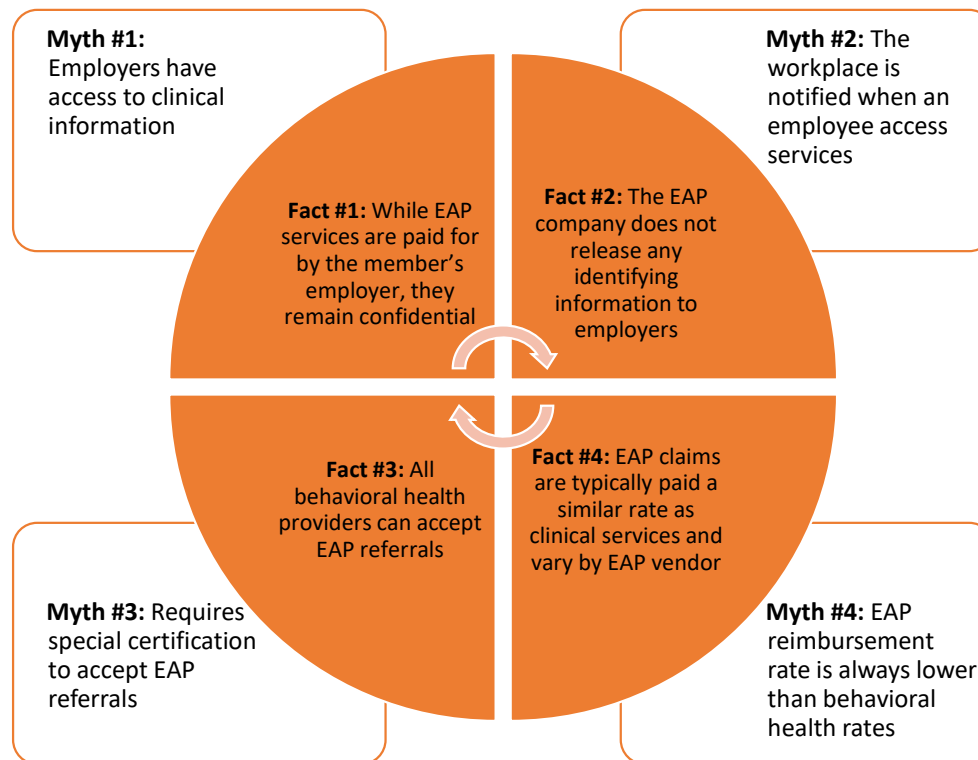 Myth #1:
Employers have
access to clinical
information
Myth #2: The
workplace is
notified when an
employee access
services
Fact #1: While EAP
services are paid for
by the member’s
employer, they
remain confidential
Fact #2: The EAP
company does not
release any
identifying
information to
employers
Fact #3: All
behavioral health
providers can accept
EAP referrals
Fact #4: EAP claims
are typically paid a
similar rate as
clinical services and
vary by EAP vendor
Myth #3: Requires
special certification
to accept EAP
referrals
Myth #4: EAP
reimbursement
rate is always lower
than behavioral
health rates